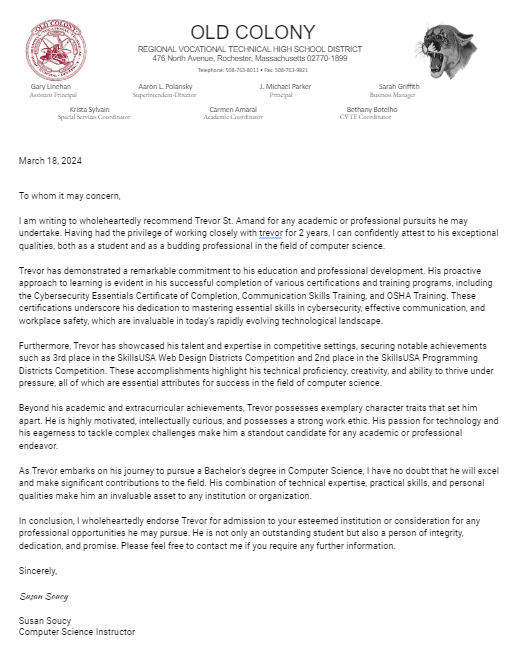 OLD COLONY
REGIONAL VOCATIONAL TECHNICAL HIGH SCHOOL DISTRICT
476 North Avenue, Rochester, Massachusetts 02770-1899
Telephone: 508-763-8011 • Fax: 508-763-9821
Gary Linehan Aaron L. Polansky J. Michael Parker Sarah Griffith
Assistant Principal Superintendent-Director Principal Business Manager
Krista Sylvain Carmen Amaral Bethany Botelho
Special Services Coordinator Academic Coordinator CVTE Coordinator
March 18, 2024
To whom it may concern,
I am writing to wholeheartedly recommend Trevor St. Amand for any academic or professional pursuits he may
undertake. Having had the privilege of working closely with trevor for 2 years, I can confidently attest to his exceptional
qualities, both as a student and as a budding professional in the field of computer science.
Trevor has demonstrated a remarkable commitment to his education and professional development. His proactive
approach to learning is evident in his successful completion of various certifications and training programs, including
the Cybersecurity Essentials Certificate of Completion, Communication Skills Training, and OSHA Training. These
certifications underscore his dedication to mastering essential skills in cybersecurity, effective communication, and
workplace safety, which are invaluable in today's rapidly evolving technological landscape.
Furthermore, Trevor has showcased his talent and expertise in competitive settings, securing notable achievements
such as 3rd place in the SkillsUSA Web Design Districts Competition and 2nd place in the SkillsUSA Programming
Districts Competition. These accomplishments highlight his technical proficiency, creativity, and ability to thrive under
pressure, all of which are essential attributes for success in the field of computer science.
Beyond his academic and extracurricular achievements, Trevor possesses exemplary character traits that set him
apart. He is highly motivated, intellectually curious, and possesses a strong work ethic. His passion for technology and
his eagerness to tackle complex challenges make him a standout candidate for any academic or professional
endeavor.
As Trevor embarks on his journey to pursue a Bachelor's degree in Computer Science, I have no doubt that he will excel
and make significant contributions to the field. His combination of technical expertise, practical skills, and personal
qualities make him an invaluable asset to any institution or organization.
In conclusion, I wholeheartedly endorse Trevor for admission to your esteemed institution or consideration for any
professional opportunities he may pursue. He is not only an outstanding student but also a person of integrity,
dedication, and promise. Please feel free to contact me if you require any further information.
Sincerely,
Susan Soucy
Susan Soucy
Computer Science Instructor